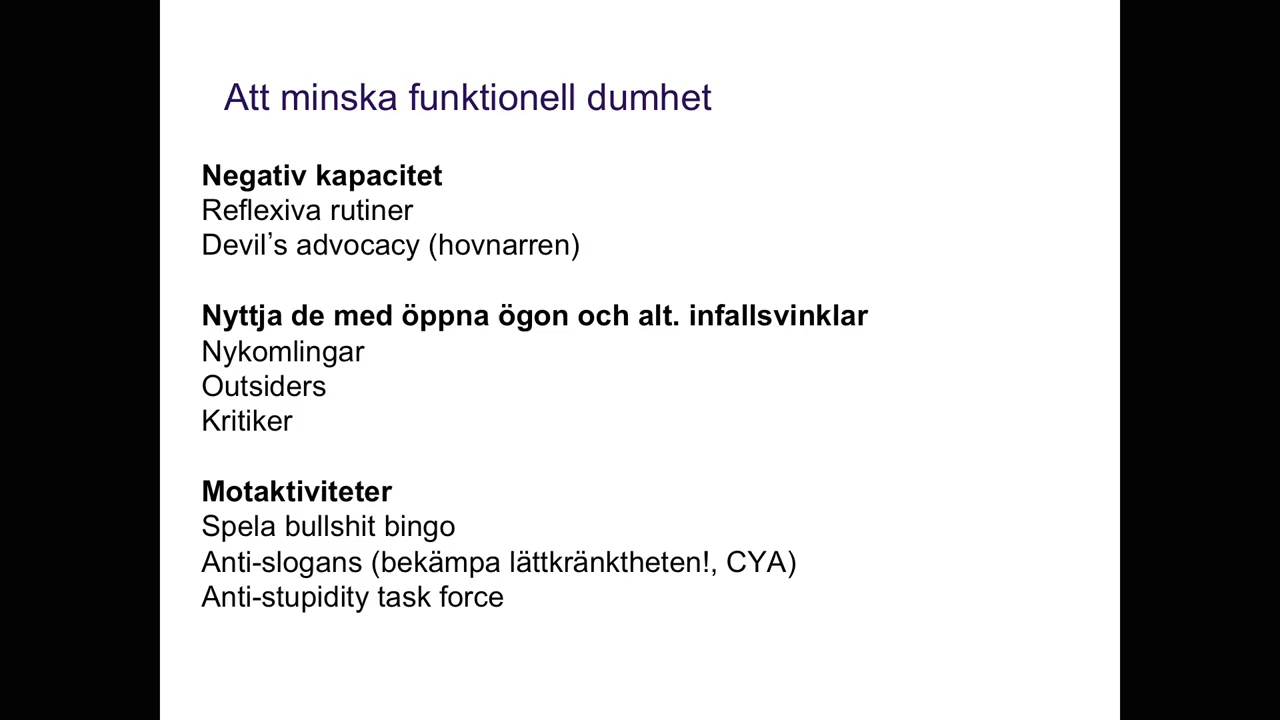 Att minska funktionell dumhet
Negativ kapacitet
Reflexiva rutiner
Devil’s advocacy (hovnarren)
Nyttja de med öppna ögon och alt. infallsvinklar
Nykomlingar
Outsiders
Kritiker
Motaktiviteter
Spela bullshit bingo
Anti-slogans (bekämpa lättkränktheten!, CYA)
Anti-stupidity task force